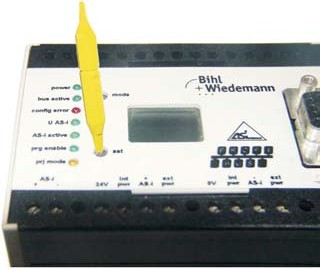 Bihl
+ Wiedemann
power
bus active
mode
config error
U AS-i
AS-i active
prg enable
set
prj mode
AS-i
+
24V
int
pwr
+
AS-i
ext
pwr
0V
int
pwr
-
AS-i
ext
pwr